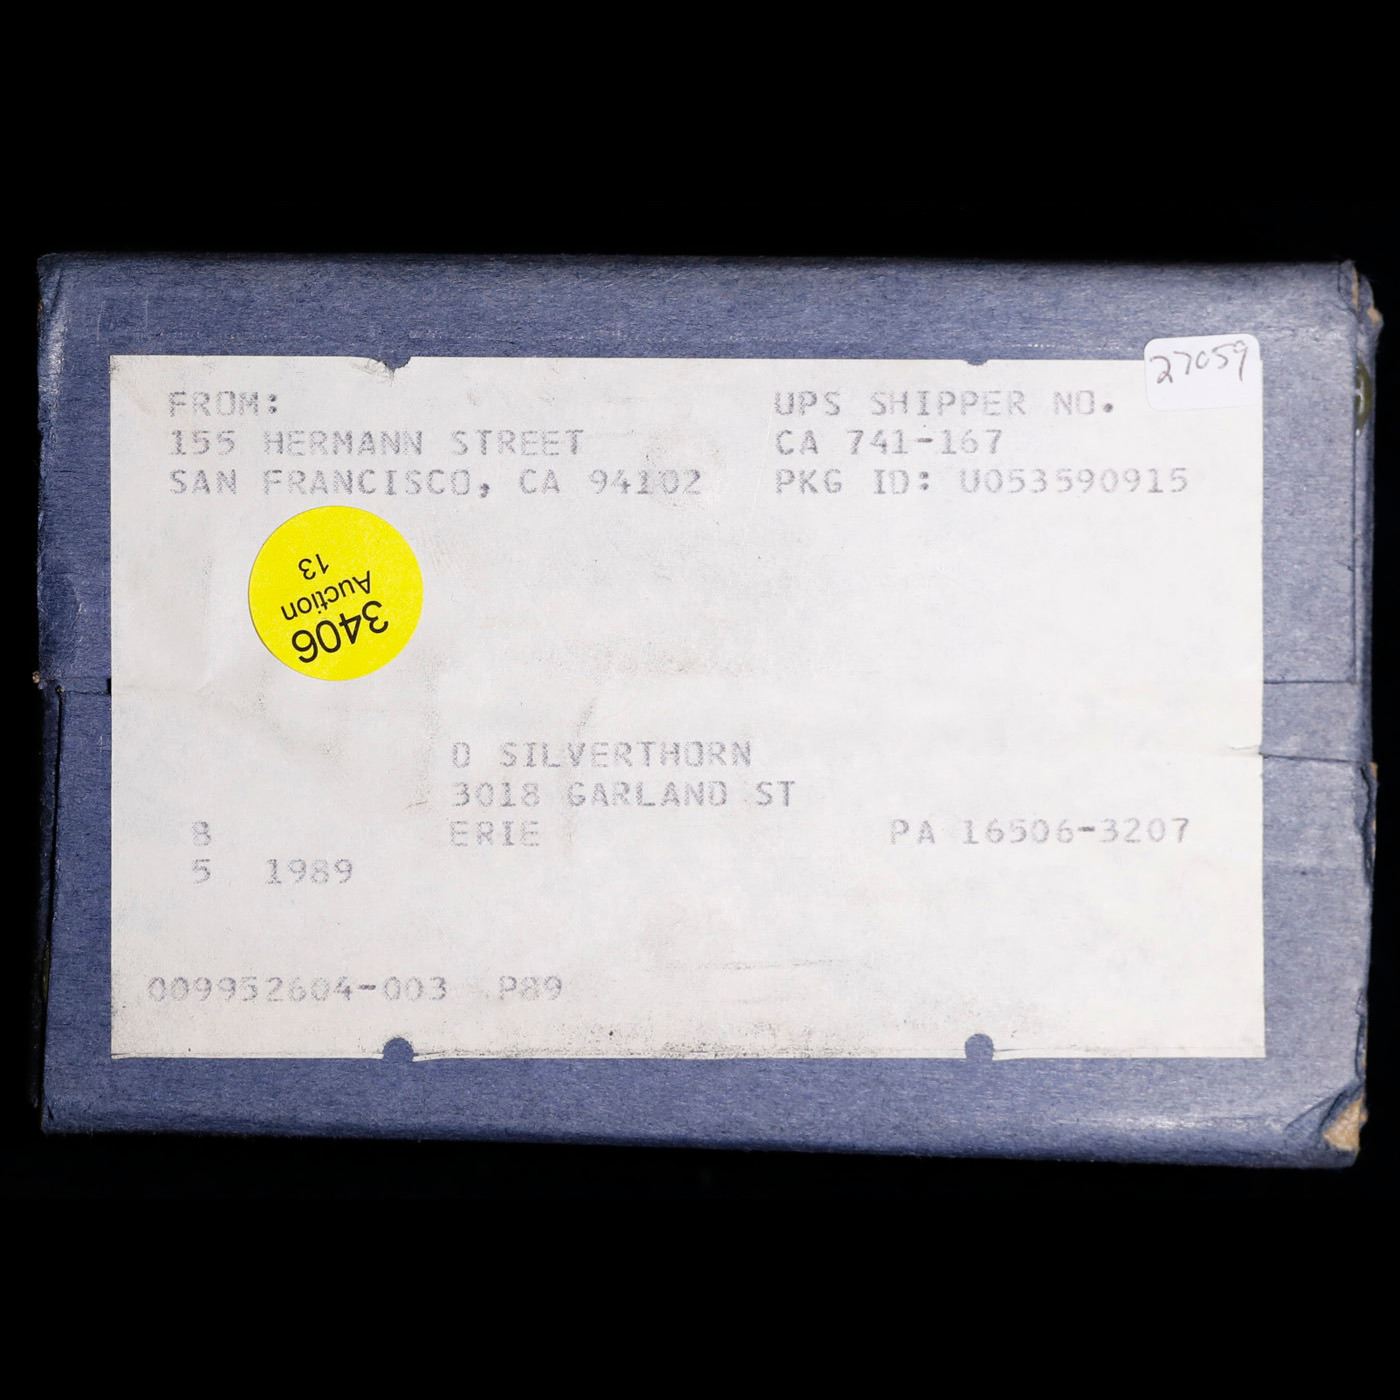 FROM:
155 HERMANN STREET
SAN FRANCISCO, CA 94102
UPS SHIPPER NO.
CA 741-167
PKG ID: U053590915
27059
3406
Auction
13
D SILVERTHORN
3018 GARLAND ST
ERIE PA 16506-3207
8
5 1989
009952604-003 P89